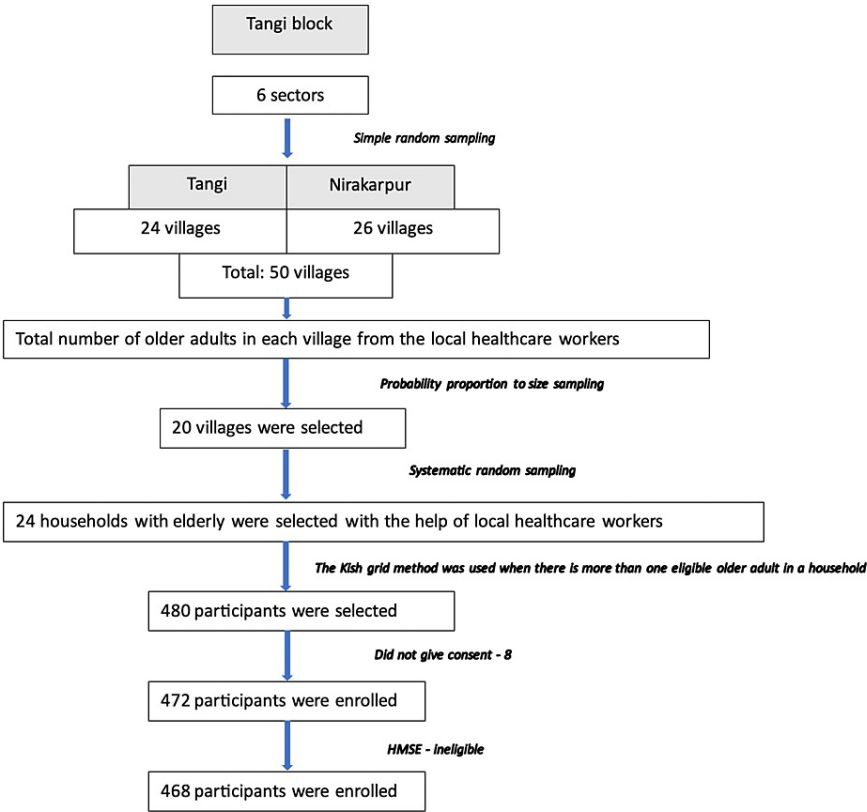 Tangi block
6 sectors
Simple random sampling
Tangi
Nirakarpur
24 villages
26 villages
Total: 50 villages
Total number of older adults in each village from the local healthcare workers
Probability proportion to size sampling
20 villages were selected
Systematic random sampling
24 households with elderly were selected with the help of local healthcare workers
The Kish grid method was used when there is more than one eligible older adult in a household
480 participants were selected
Did not give consent - 8
472 participants were enrolled
HMSE - ineligible
468 participants were enrolled